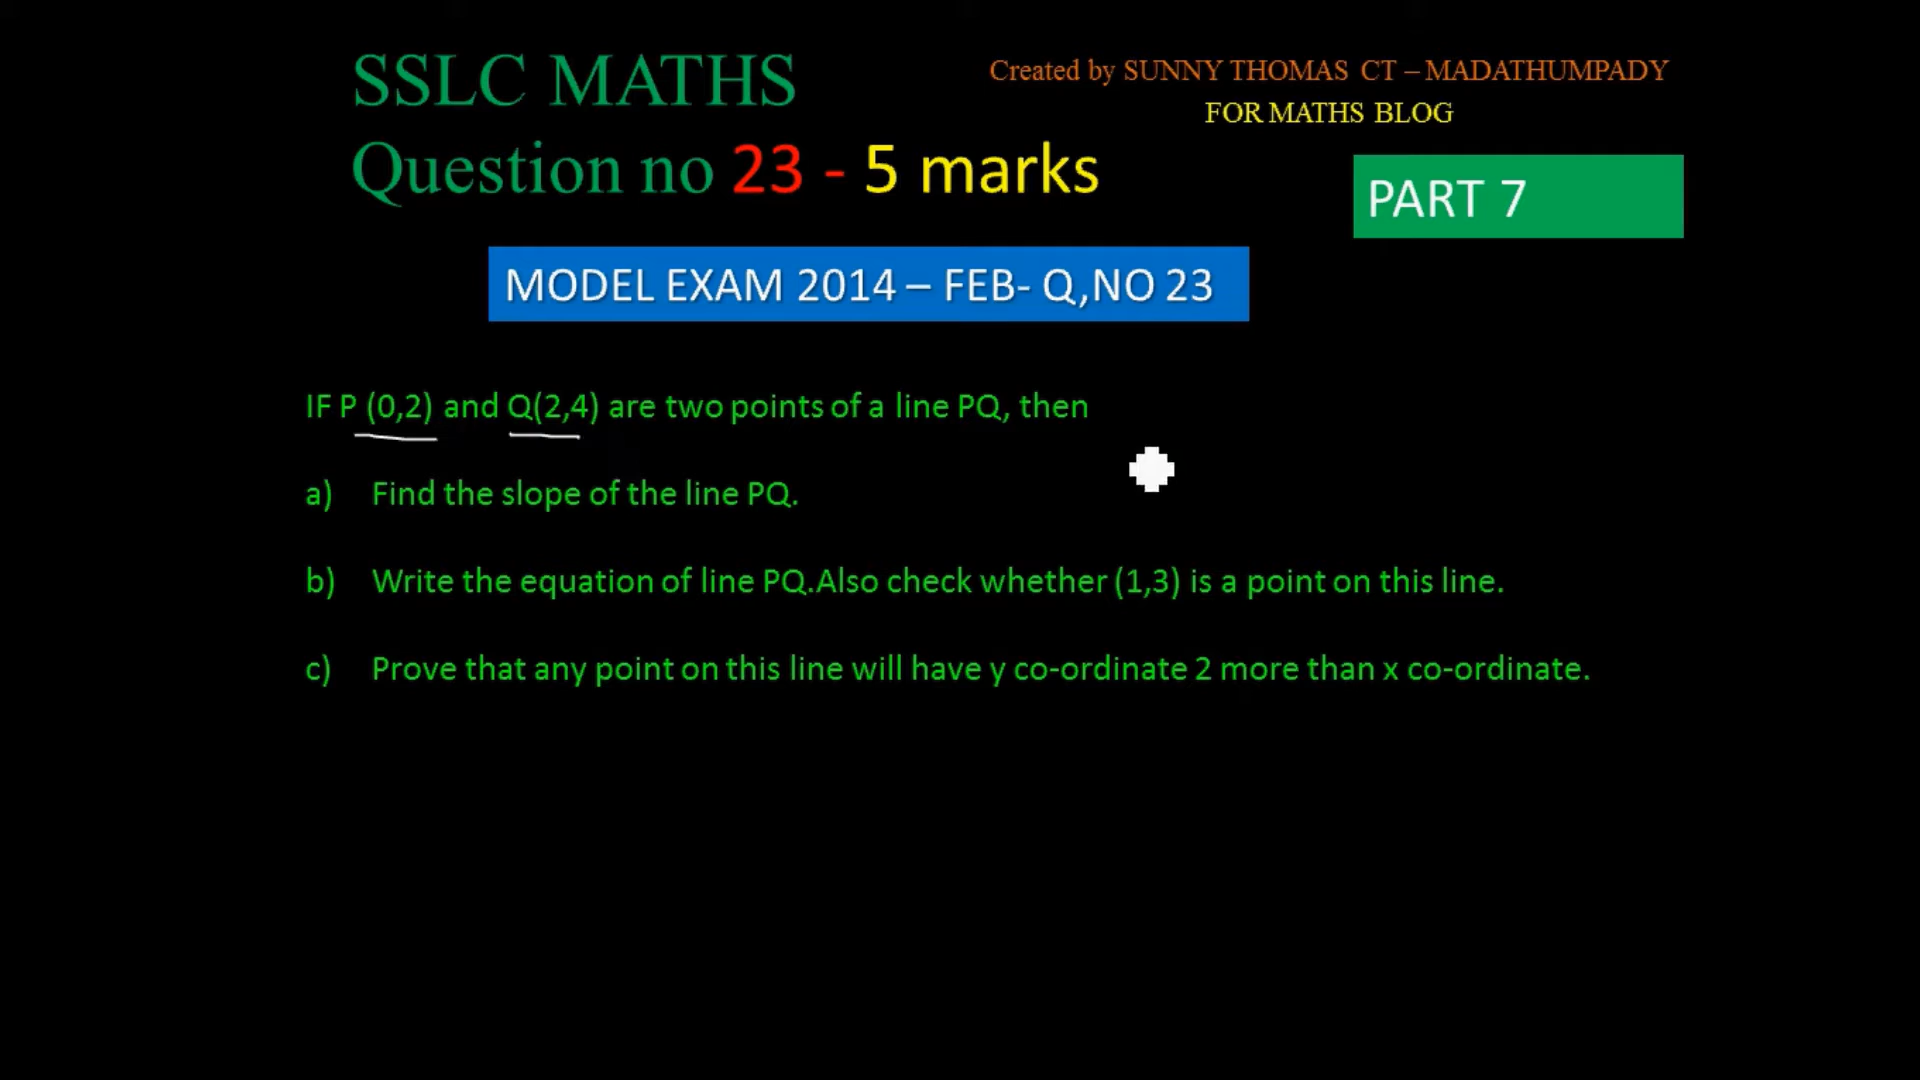 SSLC MATHS
Created by SUNNY THOMAS CT – MADATHUMPADY
FOR MATHS BLOG
Question no 23 - 5 marks
PART 7
MODEL EXAM 2014 – FEB- Q,NO 23
IF P (0,2) and Q(2,4) are two points of a line PQ, then
a) Find the slope of the line PQ.
b) Write the equation of line PQ.Also check whether (1,3) is a point on this line.
c) Prove that any point on this line will have y co-ordinate 2 more than x co-ordinate.